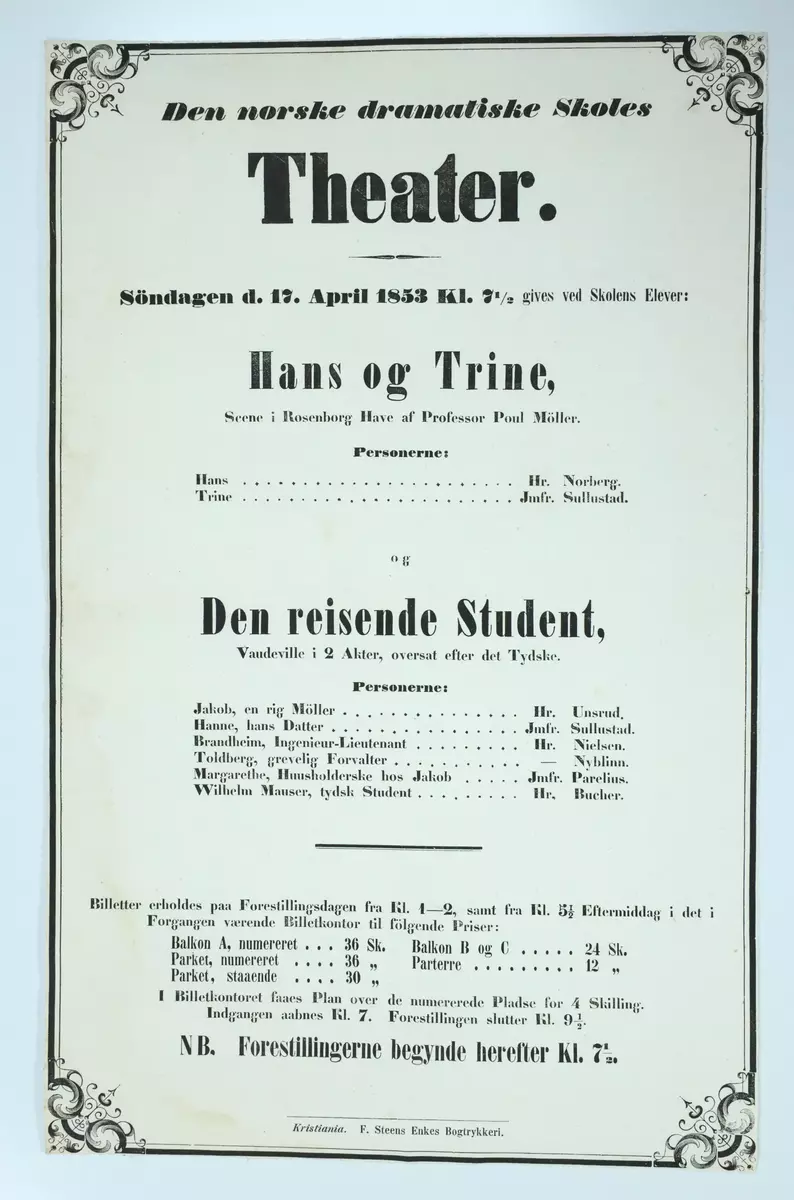 Den norske dramatiske Skoles
Theater.
Söndagen d. 17. April 1853 Kl. 7 1/2 gives ved Skolens Elever:
Hans og Trine,
Scene i Rosenborg Have af Professor Poul Möller.
Personerne:
Hans . . . . . . . . . . . . . . . . . . . . . . . Hr. Norberg.
Trine . . . . . . . . . . . . . . . . . . . . . . . Jmfr. Sullustad.
og
Den reisende Student,
Vaudeville i 2 Akter, oversat efter det Tydske.
Personerne:
Jakob, en rig Möller . . . . . . . . . . . . . . . Hr. Unsrud.
Hanne, hans Datter . . . . . . . . . . . . . . . . Jmfr. Sullustad.
Brandheim, Ingenieur-Lieutenant . . . . . . . . . Hr. Nielsen.
Toldberg, grevelig Forvalter . . . . . . . . . . . — Nyblinn.
Margarethe, Huusholderske hos Jakob . . . . . Jmfr. Parelius.
Wilhelm Mauser, tydsk Student . . . . . . . . . Hr. Bucher.
Billetter erholdes paa Forestillingsdagen fra Kl. 1—2, samt fra Kl. 5½ Eftermiddag i det i
Forgangen værende Billetkontor til fölgende Priser:
Balkon A, numereret . . . 36 Sk. Balkon B og C . . . . . 24 Sk.
Parket, numereret . . . . 36 „ Parterre . . . . . . . . . 12 „
Parket, staaende . . . . 30 „
I Billetkontoret faaes Plan over de numererede Pladse for 4 Skilling.
Indgangen aabnes Kl. 7. Forestillingen slutter Kl. 9½.
NB. Forestillingerne begynde herefter Kl. 7½.
Kristiania. F. Steens Enkes Bogtrykkeri.